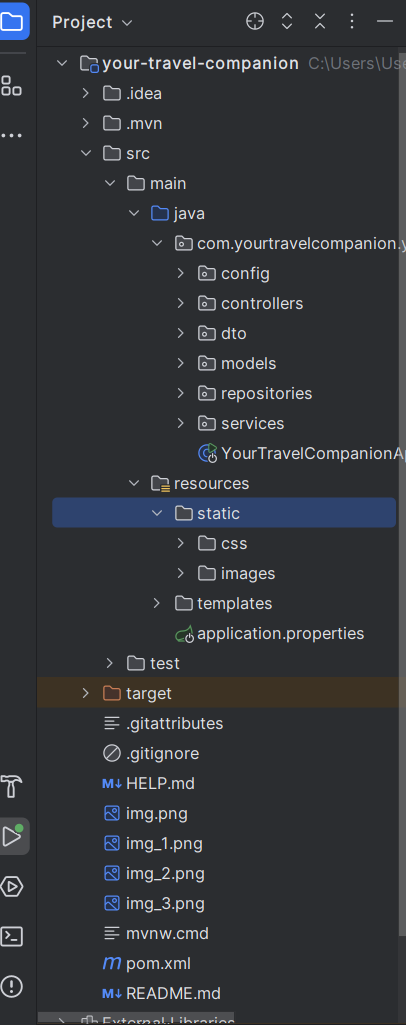 Project
your-travel-companion C:\Users\Use
.idea
.mvn
src
main
java
com.yourtravelcompanion.y
config
controllers
dto
models
repositories
services
YourTravelCompanionAp
resources
static
css
images
templates
application.properties
test
target
.gitattributes
.gitignore
M↓ HELP.md
img.png
img_1.png
img_2.png
img_3.png
mvnw.cmd
m pom.xml
M↓ README.md
External Libraries